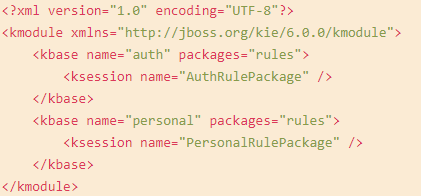 <?xml version="1.0" encoding="UTF-8"?>
<kmodule xmlns="http://jboss.org/kie/6.0.0/kmodule">
    <kbase name="auth" packages="rules">
        <ksession name="AuthRulePackage" />
    </kbase>
    <kbase name="personal" packages="rules">
        <ksession name="PersonalRulePackage" />
    </kbase>
</kmodule>